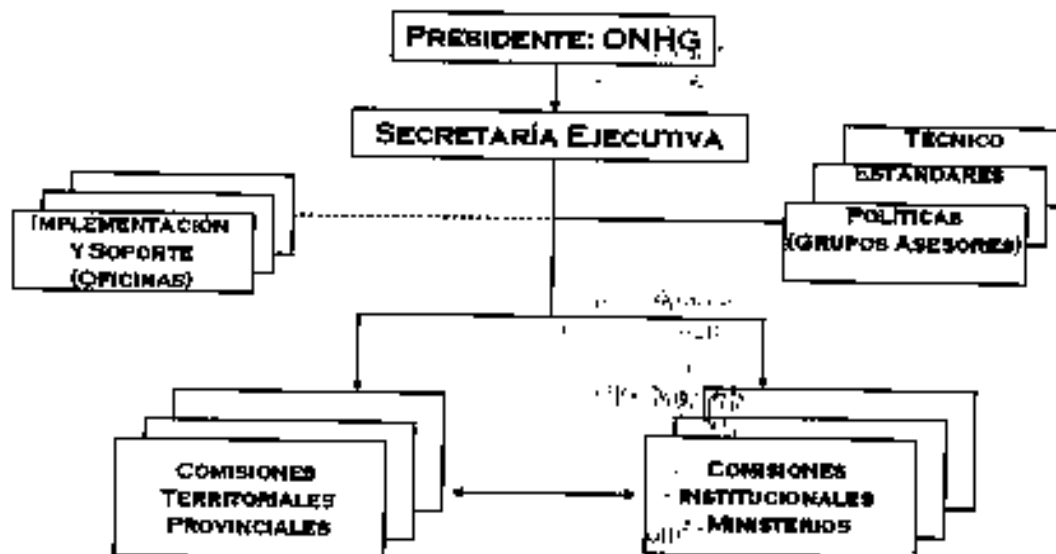 PRESIDENTE: ONHG
SECRETARÍA EJECUTIVA
TÉCNICO
ESTANDARES
POLÍTICAS
(GRUPOS ASESORES)
IMPLEMENTACIÓN
Y SOPORTE
(OFICINAS)
COMISIONES
TERRITORIALES
PROVINCIALES
COMISIONES
INSTITUCIONALES
MINISTERIOS